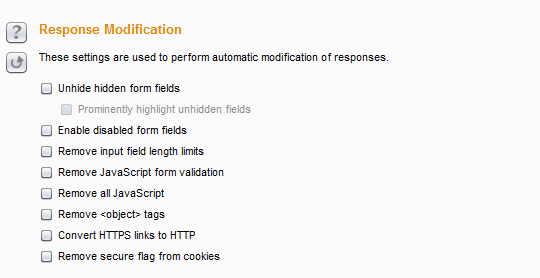 Response Modification
These settings are used to perform automatic modification of responses.
Unhide hidden form fields
Prominently highlight unhidden fields
Enable disabled form fields
Remove input field length limits
Remove JavaScript form validation
Remove all JavaScript
Remove <object> tags
Convert HTTPS links to HTTP
Remove secure flag from cookies